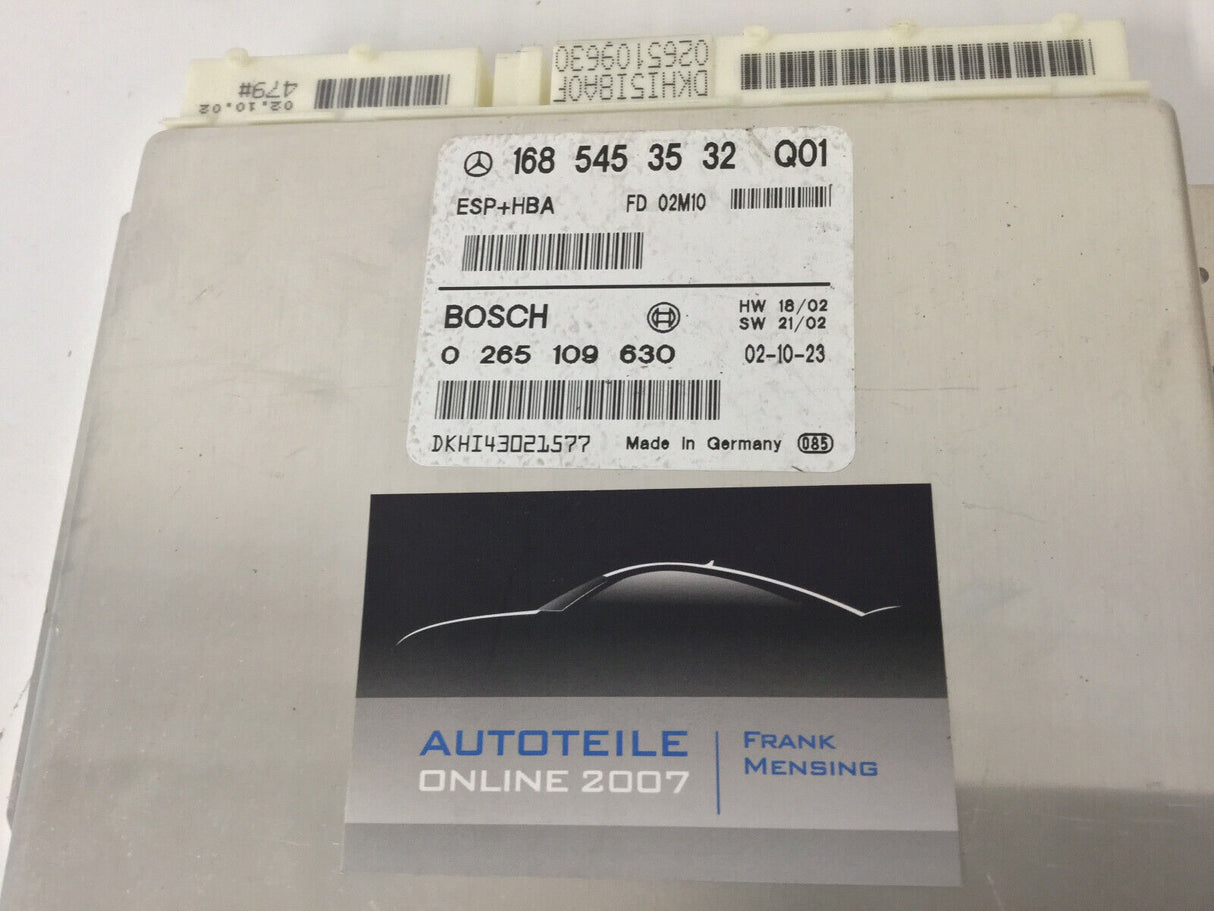 02.10.02
479#
DKHI518A0F
0265109630
168 545 35 32 Q01
ESP+HBA FD 02M10
BOSCH
HW 18/02
SW 21/02
0 265 109 630 02-10-23
DKHI43021577 Made in Germany 085
AUTOTEILE
ONLINE 2007
FRANK
MENSING